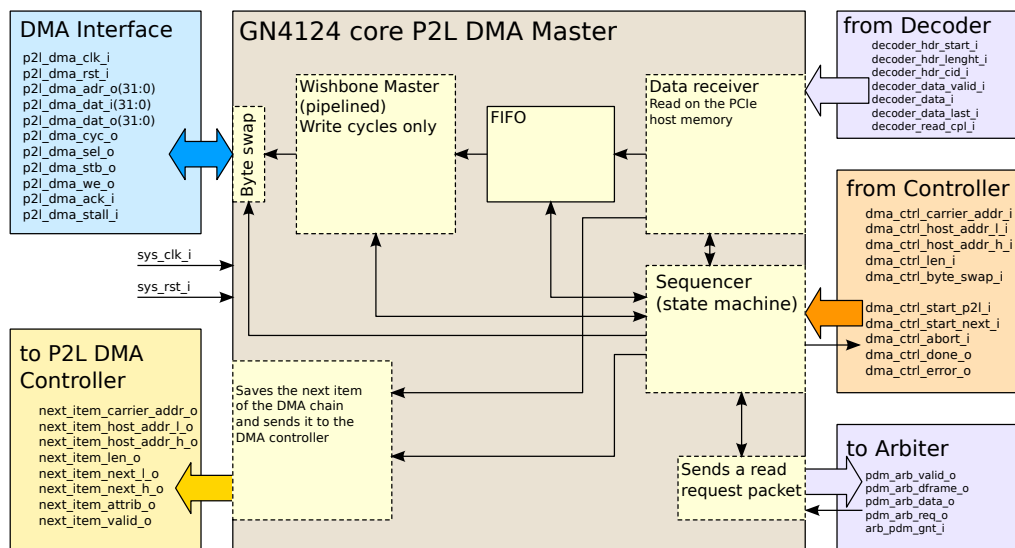 DMA Interface
p2l_dma_clk_i
p2l_dma_rst_i
p2l_dma_adr_o(31:0)
p2l_dma_dat_i(31:0)
p2l_dma_dat_o(31:0)
p2l_dma_cyc_o
p2l_dma_sel_o
p2l_dma_stb_o
p2l_dma_we_o
p2l_dma_ack_i
p2l_dma_stall_i
sys_clk_i
sys_rst_i
to P2L DMA
Controller
next_item_carrier_addr_o
next_item_host_addr_l_o
next_item_host_addr_h_o
next_item_len_o
next_item_next_l_o
next_item_next_h_o
next_item_attrib_o
next_item_valid_o
GN4124 core P2L DMA Master
Byte swap
Wishbone Master
(pipelined)
Write cycles only
FIFO
Data receiver
Read on the PCIe
host memory
Sequencer
(state machine)
Saves the next item
of the DMA chain
and sends it to the
DMA controller
Sends a read
request packet
from Decoder
decoder_hdr_start_i
decoder_hdr_lenght_i
decoder_hdr_cid_i
decoder_data_valid_i
decoder_data_i
decoder_data_last_i
decoder_read_cpl_i
from Controller
dma_ctrl_carrier_addr_i
dma_ctrl_host_addr_l_i
dma_ctrl_host_addr_h_i
dma_ctrl_len_i
dma_ctrl_byte_swap_i
dma_ctrl_start_p2l_i
dma_ctrl_start_next_i
dma_ctrl_abort_i
dma_ctrl_done_o
dma_ctrl_error_o
to Arbiter
pdm_arb_valid_o
pdm_arb_dframe_o
pdm_arb_data_o
pdm_arb_req_o
arb_pdm_gnt_i